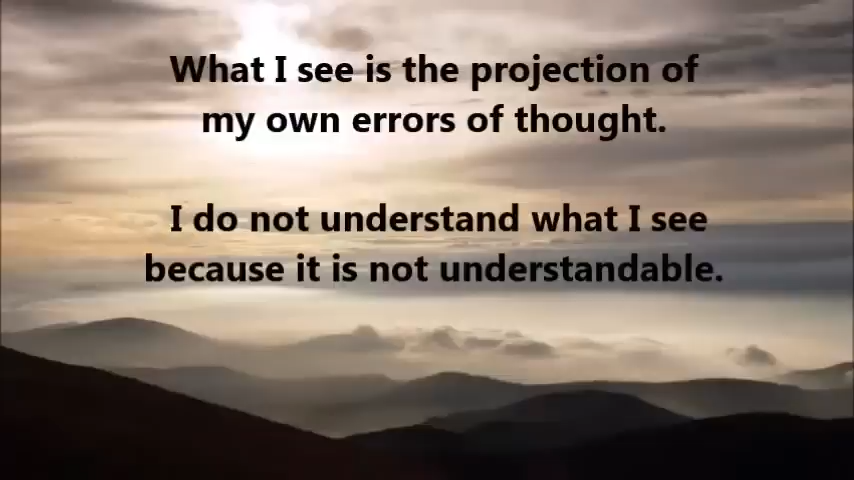 What I see is the projection of
my own errors of thought.
I do not understand what I see
because it is not understandable.